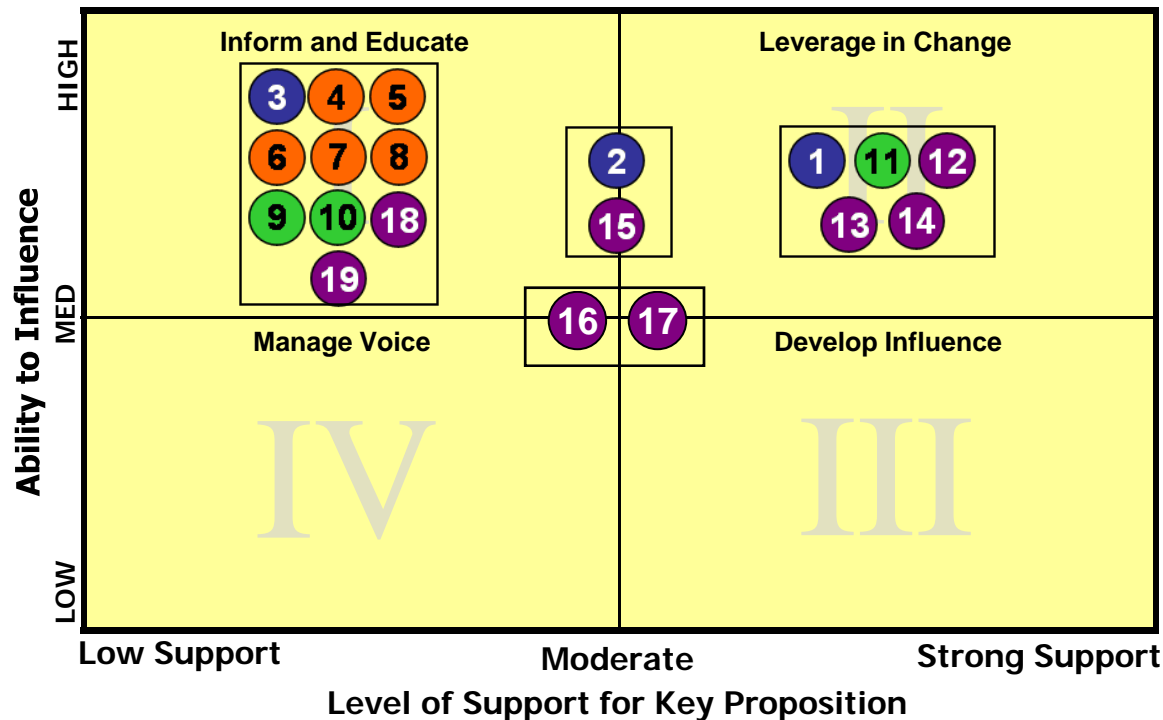 Inform and Educate
Leverage in Change
HIGH
3 4 5
6 7 8
9 10 18
19
I
2
15
1 11 12
13 14
II
Ability to Influence
MED
16 17
Manage Voice
Develop Influence
IV
III
LOW
Low Support
Moderate
Strong Support
Level of Support for Key Proposition